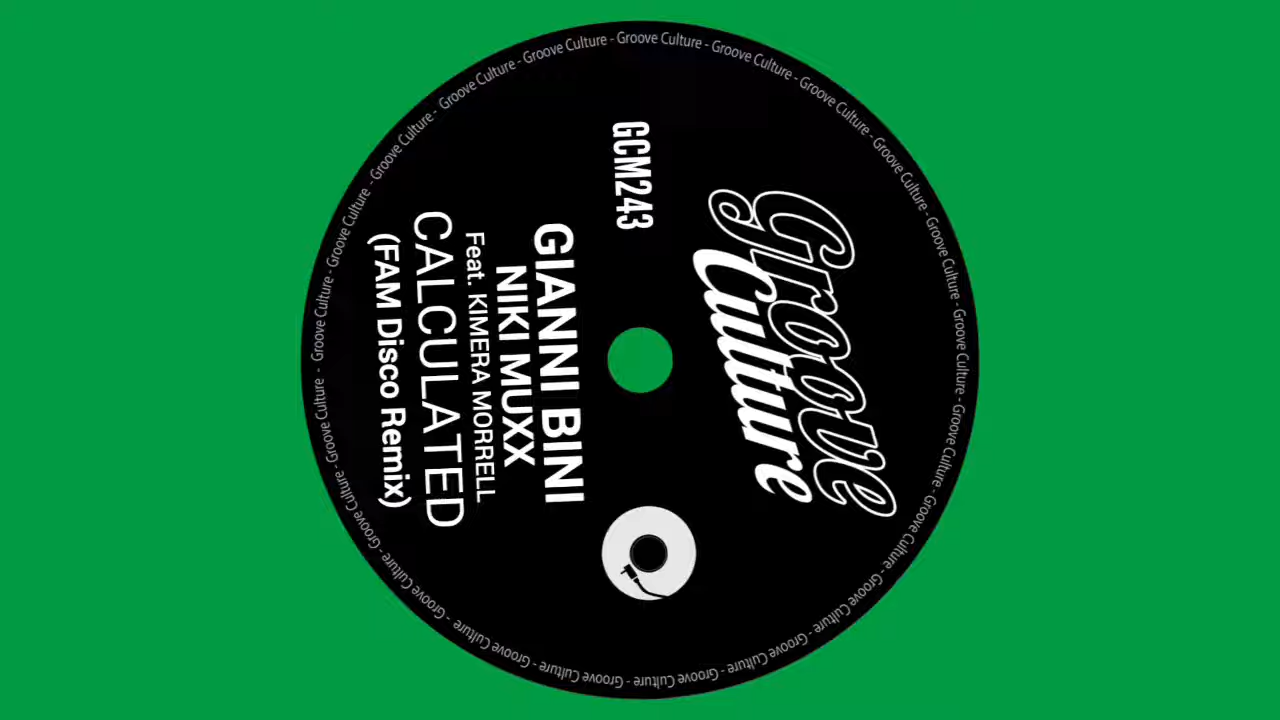 Groove
Culture
GCM243
GIANNI BINI
NIKI MUXX
Feat. KIMERA MORRELL
CALCULATED
(FAM Disco Remix)
Groove Culture - Groove Culture - Groove Culture - Groove Culture - Groove Culture - Groove Culture - Groove Culture - Groove Culture - Groove Culture - Groove Culture - Groove Culture - Groove Culture - Groove Culture - Groove Culture - Groove Culture - Groove Culture - Groove Culture - Groove Culture - Groove Culture - Groove Culture - Groove Culture - Groove Culture -